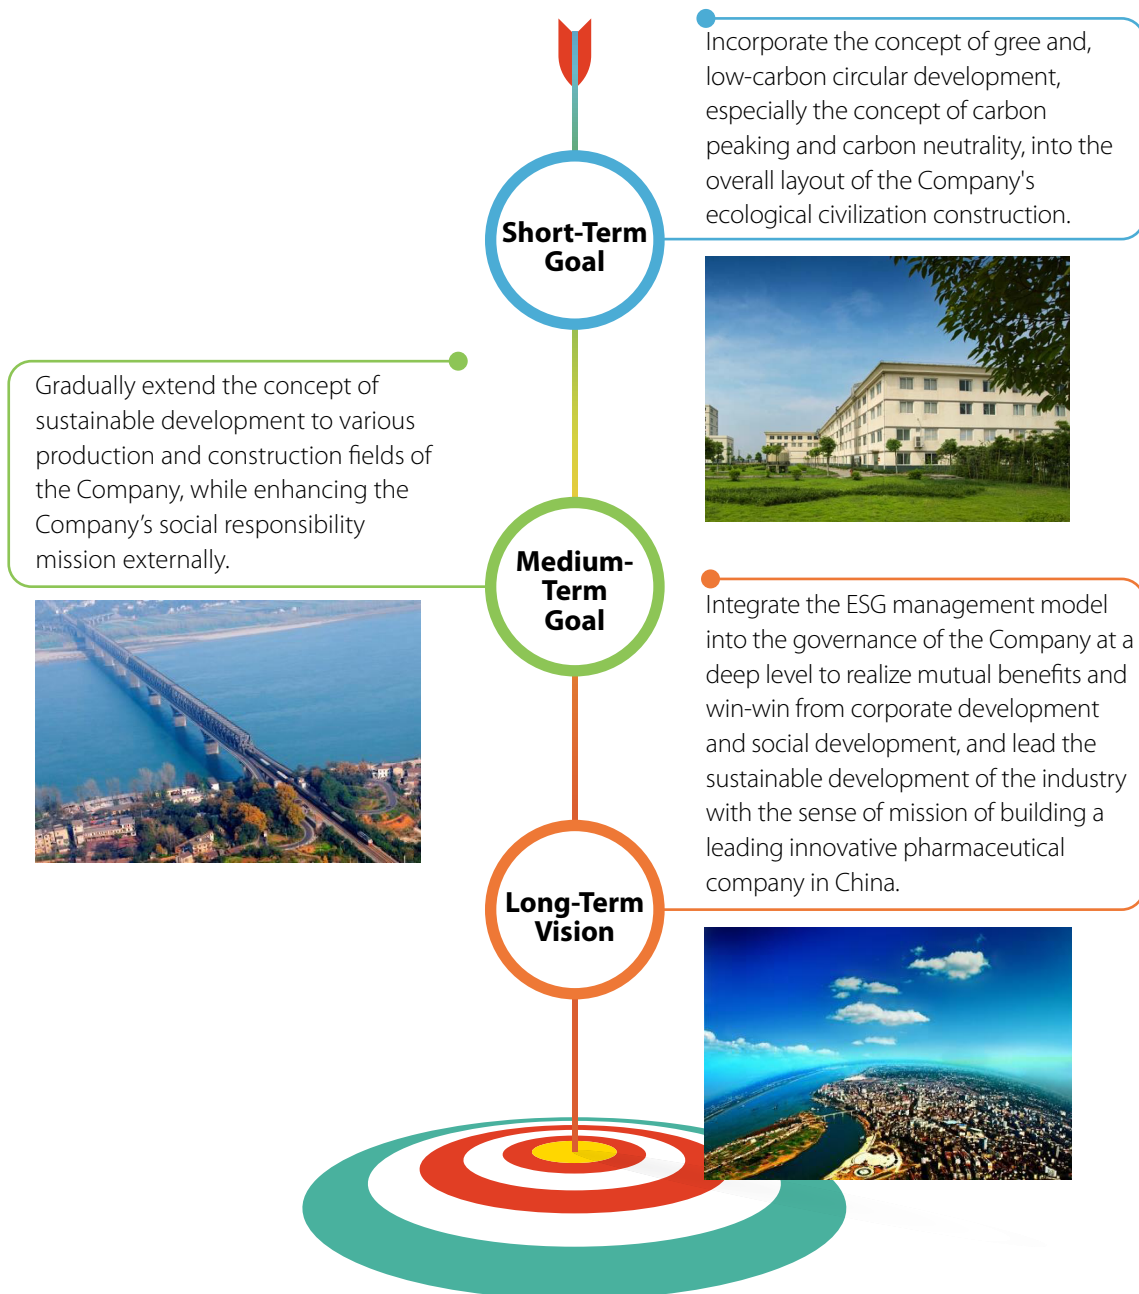 Incorporate the concept of gree and,
low-carbon circular development,
especially the concept of carbon
peaking and carbon neutrality, into the
overall layout of the Company's
ecological civilization construction.
Short-Term
Goal
Gradually extend the concept of
sustainable development to various
production and construction fields of
the Company, while enhancing the
Company’s social responsibility
mission externally.
Medium-
Term
Goal
Integrate the ESG management model
into the governance of the Company at a
deep level to realize mutual benefits and
win-win from corporate development
and social development, and lead the
sustainable development of the industry
with the sense of mission of building a
leading innovative pharmaceutical
company in China.
Long-Term
Vision